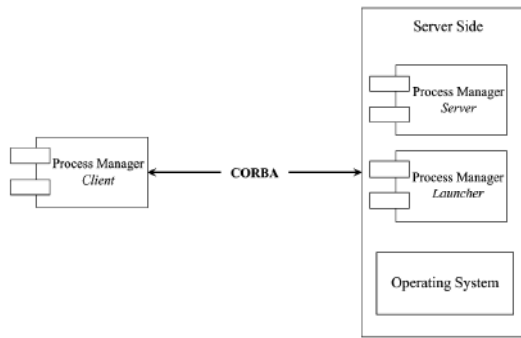 Server Side
Process Manager
Server
Process Manager
Client
CORBA
Process Manager
Launcher
Operating System